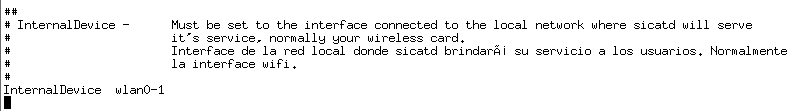 ##
# InternalDevice - Must be set to the interface connected to the local network where sicatd will serve
# it's service, normally your wireless card.
# Interface de la red local donde sicatd brindarÃ¡ su servicio a los usuarios. Normalmente
# la interface wifi.
#
InternalDevice wlan0-1